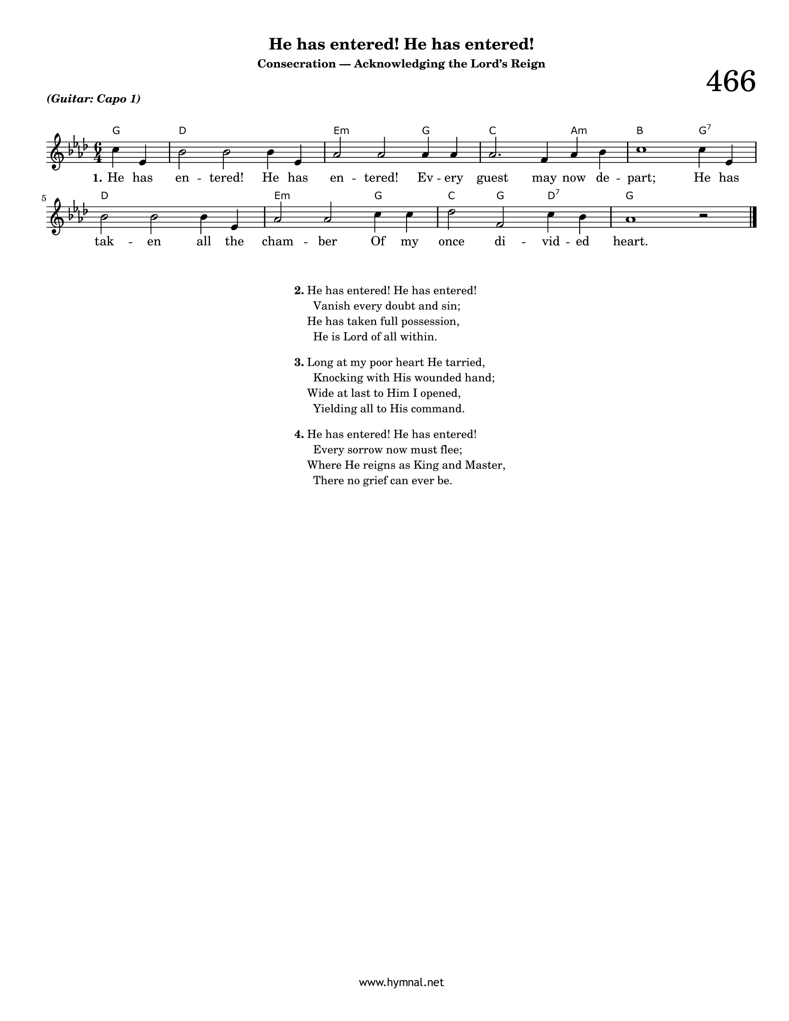 He has entered! He has entered!
Consecration — Acknowledging the Lord's Reign
466
(Guitar: Capo 1)
G D Em G C Am B G7
6 4
1. He has en - tered! He has en - tered! Ev - ery guest may now de - part; He has
5
D Em G C G D7 G
tak - en all the cham - ber Of my once di - vid - ed heart.
2. He has entered! He has entered!
Vanish every doubt and sin;
He has taken full possession,
He is Lord of all within.
3. Long at my poor heart He tarried,
Knocking with His wounded hand;
Wide at last to Him I opened,
Yielding all to His command.
4. He has entered! He has entered!
Every sorrow now must flee;
Where He reigns as King and Master,
There no grief can ever be.
www.hymnal.net